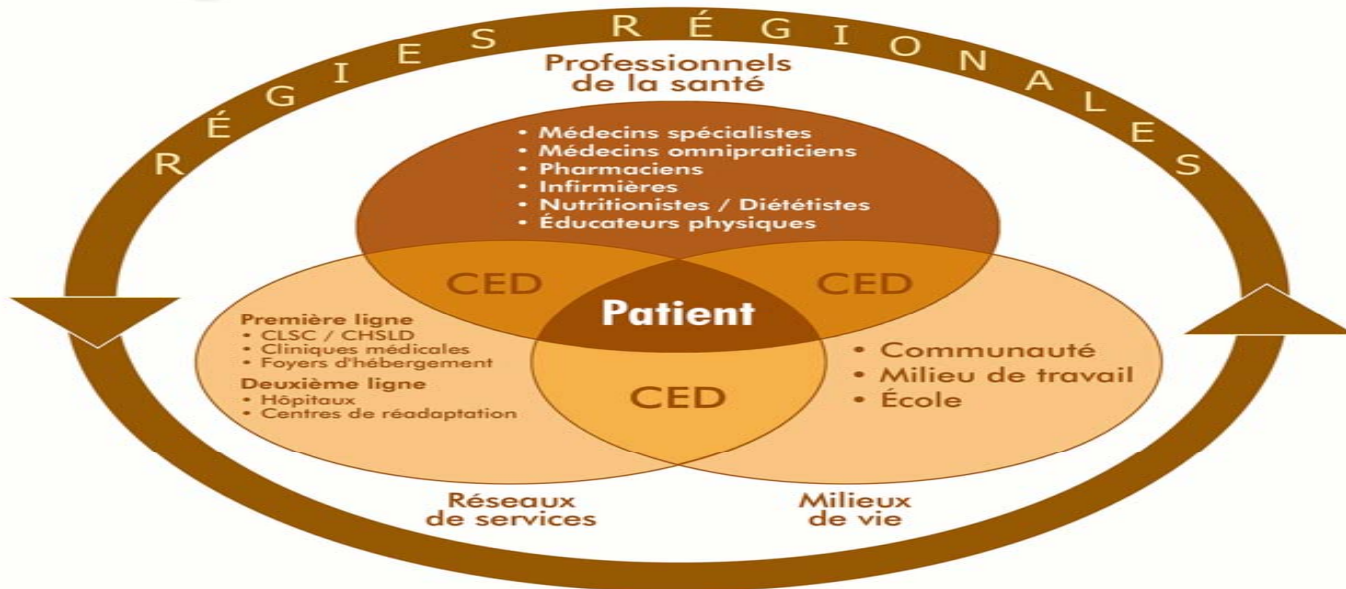 RÉGIES RÉGIONALES
Professionnels
de la santé
• Médecins spécialistes
• Médecins omnipraticiens
• Pharmaciens
• Infirmières
• Nutritionistes / Diététistes
• Éducateurs physiques
CED
CED
Patient
Première ligne
• CLSC / CHSLD
• Cliniques médicales
• Foyers d'hébergement
Deuxième ligne
• Hôpitaux
• Centres de réadaptation
CED
• Communauté
• Milieu de travail
• École
Réseaux
de services
Milieux
de vie